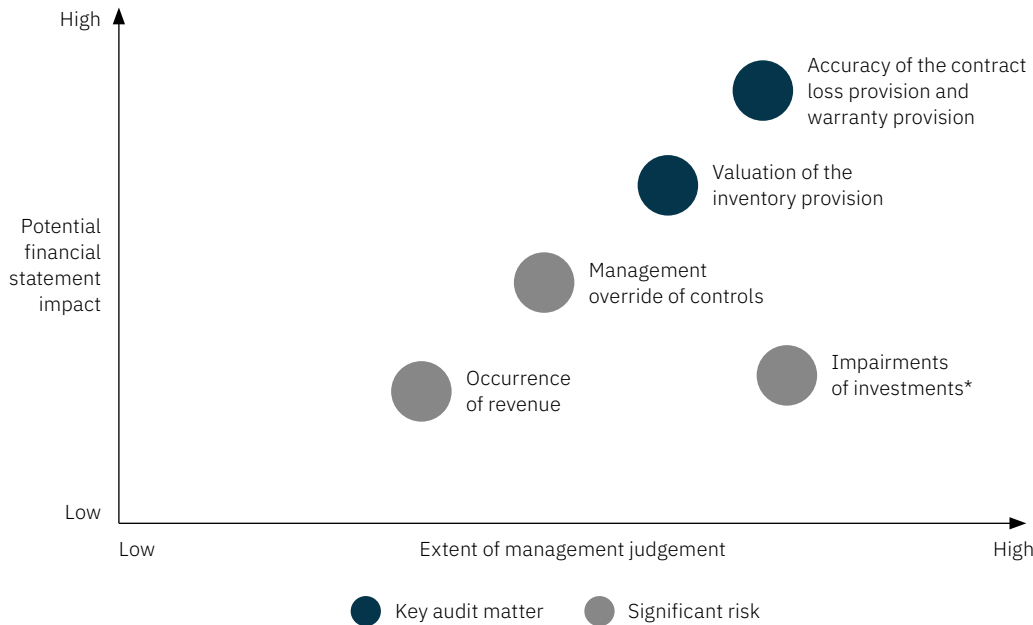 High
Accuracy of the contract
loss provision and
warranty provision
Valuation of the
inventory provision
Potential
financial
statement
impact
Management
override of controls
Occurrence
of revenue
Impairments
of investments*
Low
Low
Extent of management judgement
High
Key audit matter
Significant risk